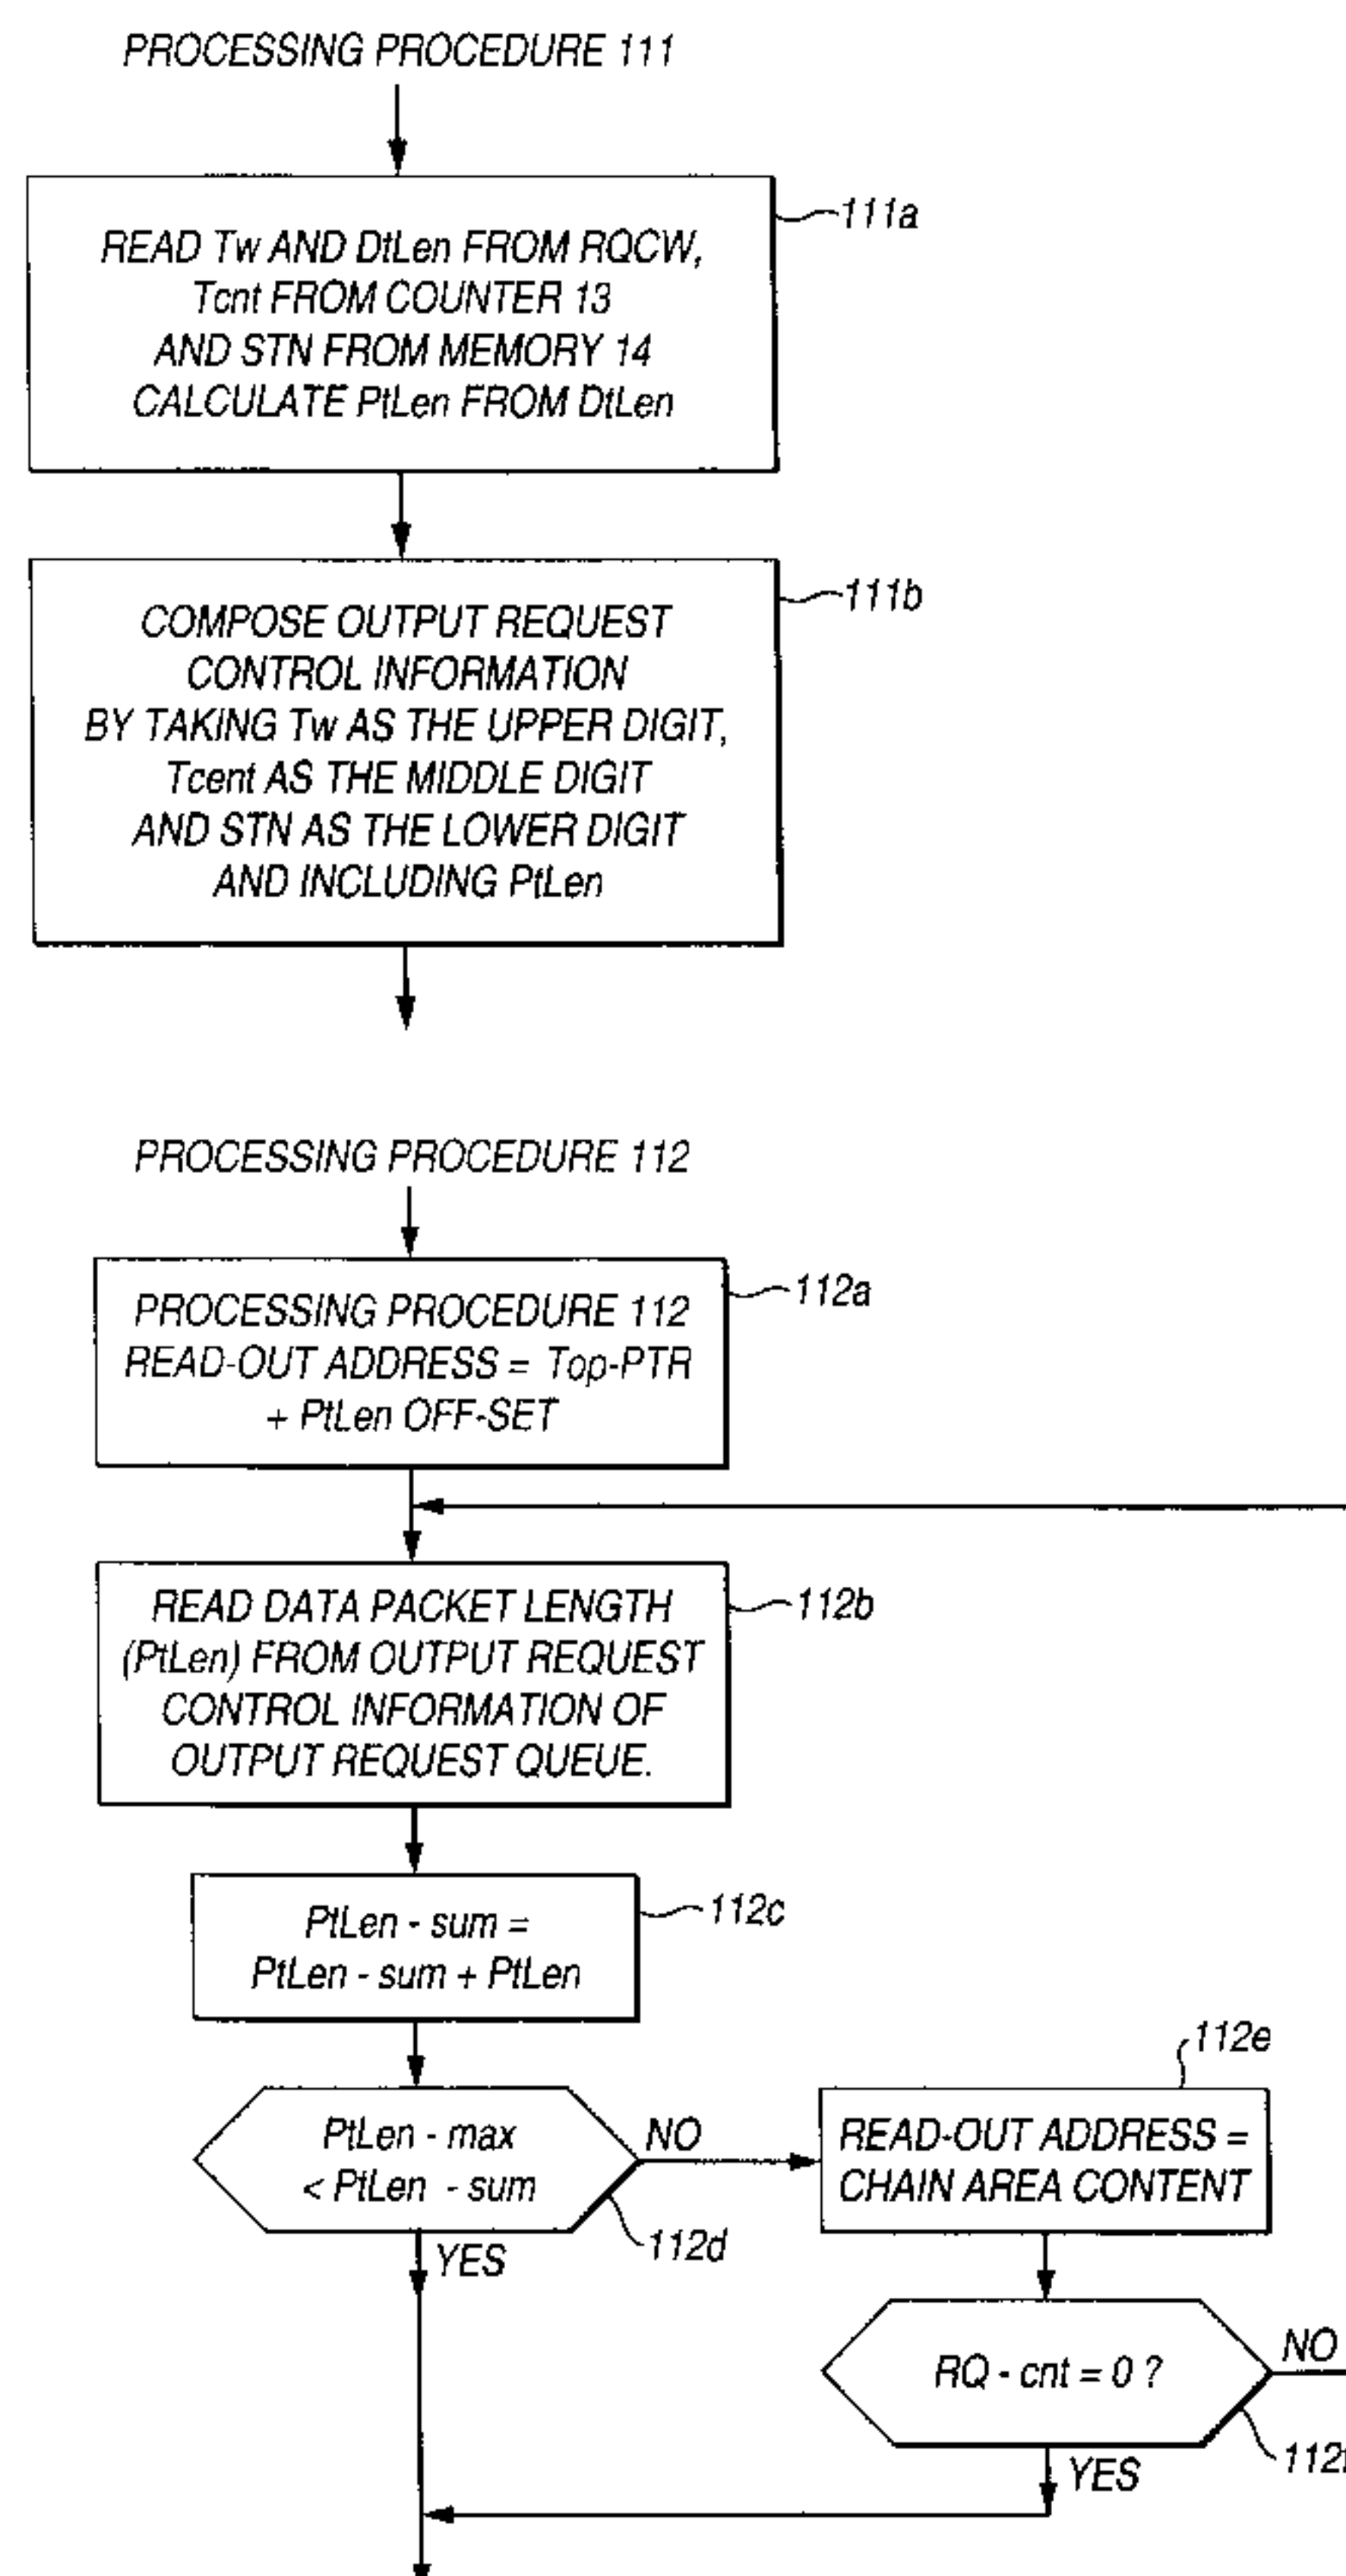 PROCESSING PROCEDURE 111
111a
READ Tw AND DtLen FROM RQCW,
Tcnt FROM COUNTER 13
AND STN FROM MEMORY 14
CALCULATE PtLen FROM DtLen
111b
COMPOSE OUTPUT REQUEST
CONTROL INFORMATION
BY TAKING Tw AS THE UPPER DIGIT,
Tcent AS THE MIDDLE DIGIT
AND STN AS THE LOWER DIGIT
AND INCLUDING PtLen
PROCESSING PROCEDURE 112
112a
PROCESSING PROCEDURE 112
READ-OUT ADDRESS = Top-PTR
+ PtLen OFF-SET
112b
READ DATA PACKET LENGTH
(PtLen) FROM OUTPUT REQUEST
CONTROL INFORMATION OF
OUTPUT REQUEST QUEUE.
112c
PtLen - sum =
PtLen - sum + PtLen
112e
PtLen - max
< PtLen - sum
NO
READ-OUT ADDRESS =
CHAIN AREA CONTENT
112d
YES
RQ - cnt = 0 ?
NO
YES